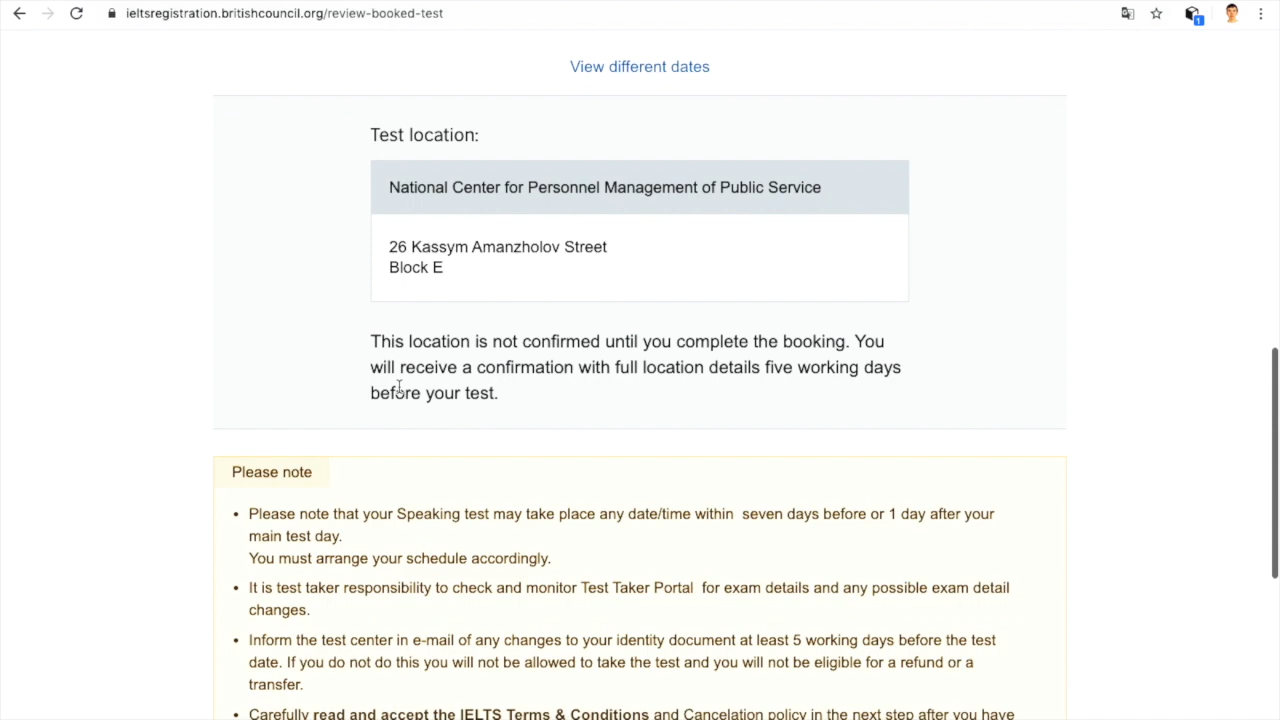 ieltsregistration.britishcouncil.org/review-booked-test
1
View different dates
Test location:
National Center for Personnel Management of Public Service
26 Kassym Amanzholov Street
Block E
This location is not confirmed until you complete the booking. You
will receive a confirmation with full location details five working days
before your test.
Please note
• Please note that your Speaking test may take place any date/time within seven days before or 1 day after your
main test day.
You must arrange your schedule accordingly.
• It is test taker responsibility to check and monitor Test Taker Portal for exam details and any possible exam detail
changes.
• Inform the test center in e-mail of any changes to your identity document at least 5 working days before the test
date. If you do not do this you will not be allowed to take the test and you will not be eligible for a refund or a
transfer.
• Carefully read and accept the IELTS Terms & Conditions and Cancelation policy in the next step after you have